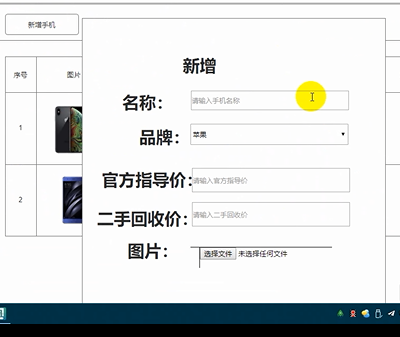 新增手机
新增
序号
图片
名称：
请输入手机名称
1
品牌：
苹果
官方指导价：
请输入官方指导价
2
二手回收价：
请输入二手回收价
图片：
选择文件 未选择任何文件